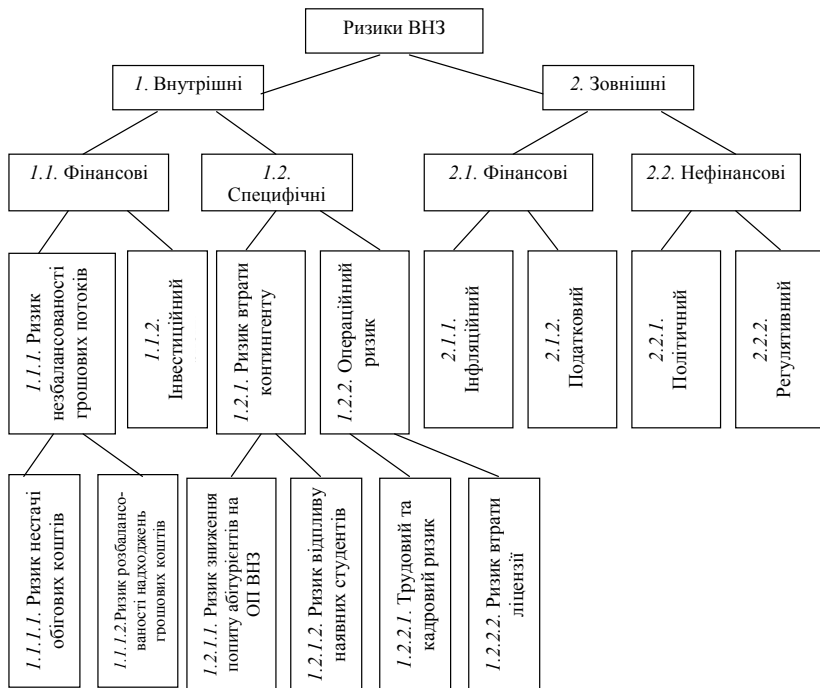 Ризики ВНЗ
1. Внутрішні
2. Зовнішні
1.1. Фінансові
1.2.
Специфічні
2.1. Фінансові
2.2. Нефінансові
1.1.1. Ризик
незбалансованості
грошових потоків
1.1.2.
Інвестиційний
1.2.1. Ризик втрати
контингенту
1.2.2. Операційний
ризик
2.1.1.
Інфляційний
2.1.2.
Податковий
2.2.1.
Політичний
2.2.2.
Регулятивний
1.1.1.1. Ризик нестачі
обігових коштів
1.1.1.2.Ризик розбалансо-
ваності надходжень
грошових коштів
1.2.1.1. Ризик зниження
попиту абітурієнтів на
ОП ВНЗ
1.2.1.2. Ризик відпливу
наявних студентів
1.2.2.1. Трудовий та
кадровий ризик
1.2.2.2. Ризик втрати
ліцензії